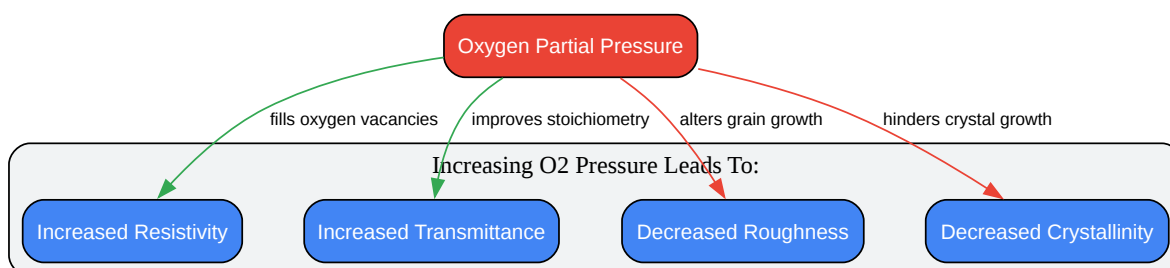 Oxygen Partial Pressure
fills oxygen vacancies
improves stoichiometry
alters grain growth
hinders crystal growth
Increasing O2 Pressure Leads To:
Increased Resistivity
Increased Transmittance
Decreased Roughness
Decreased Crystallinity